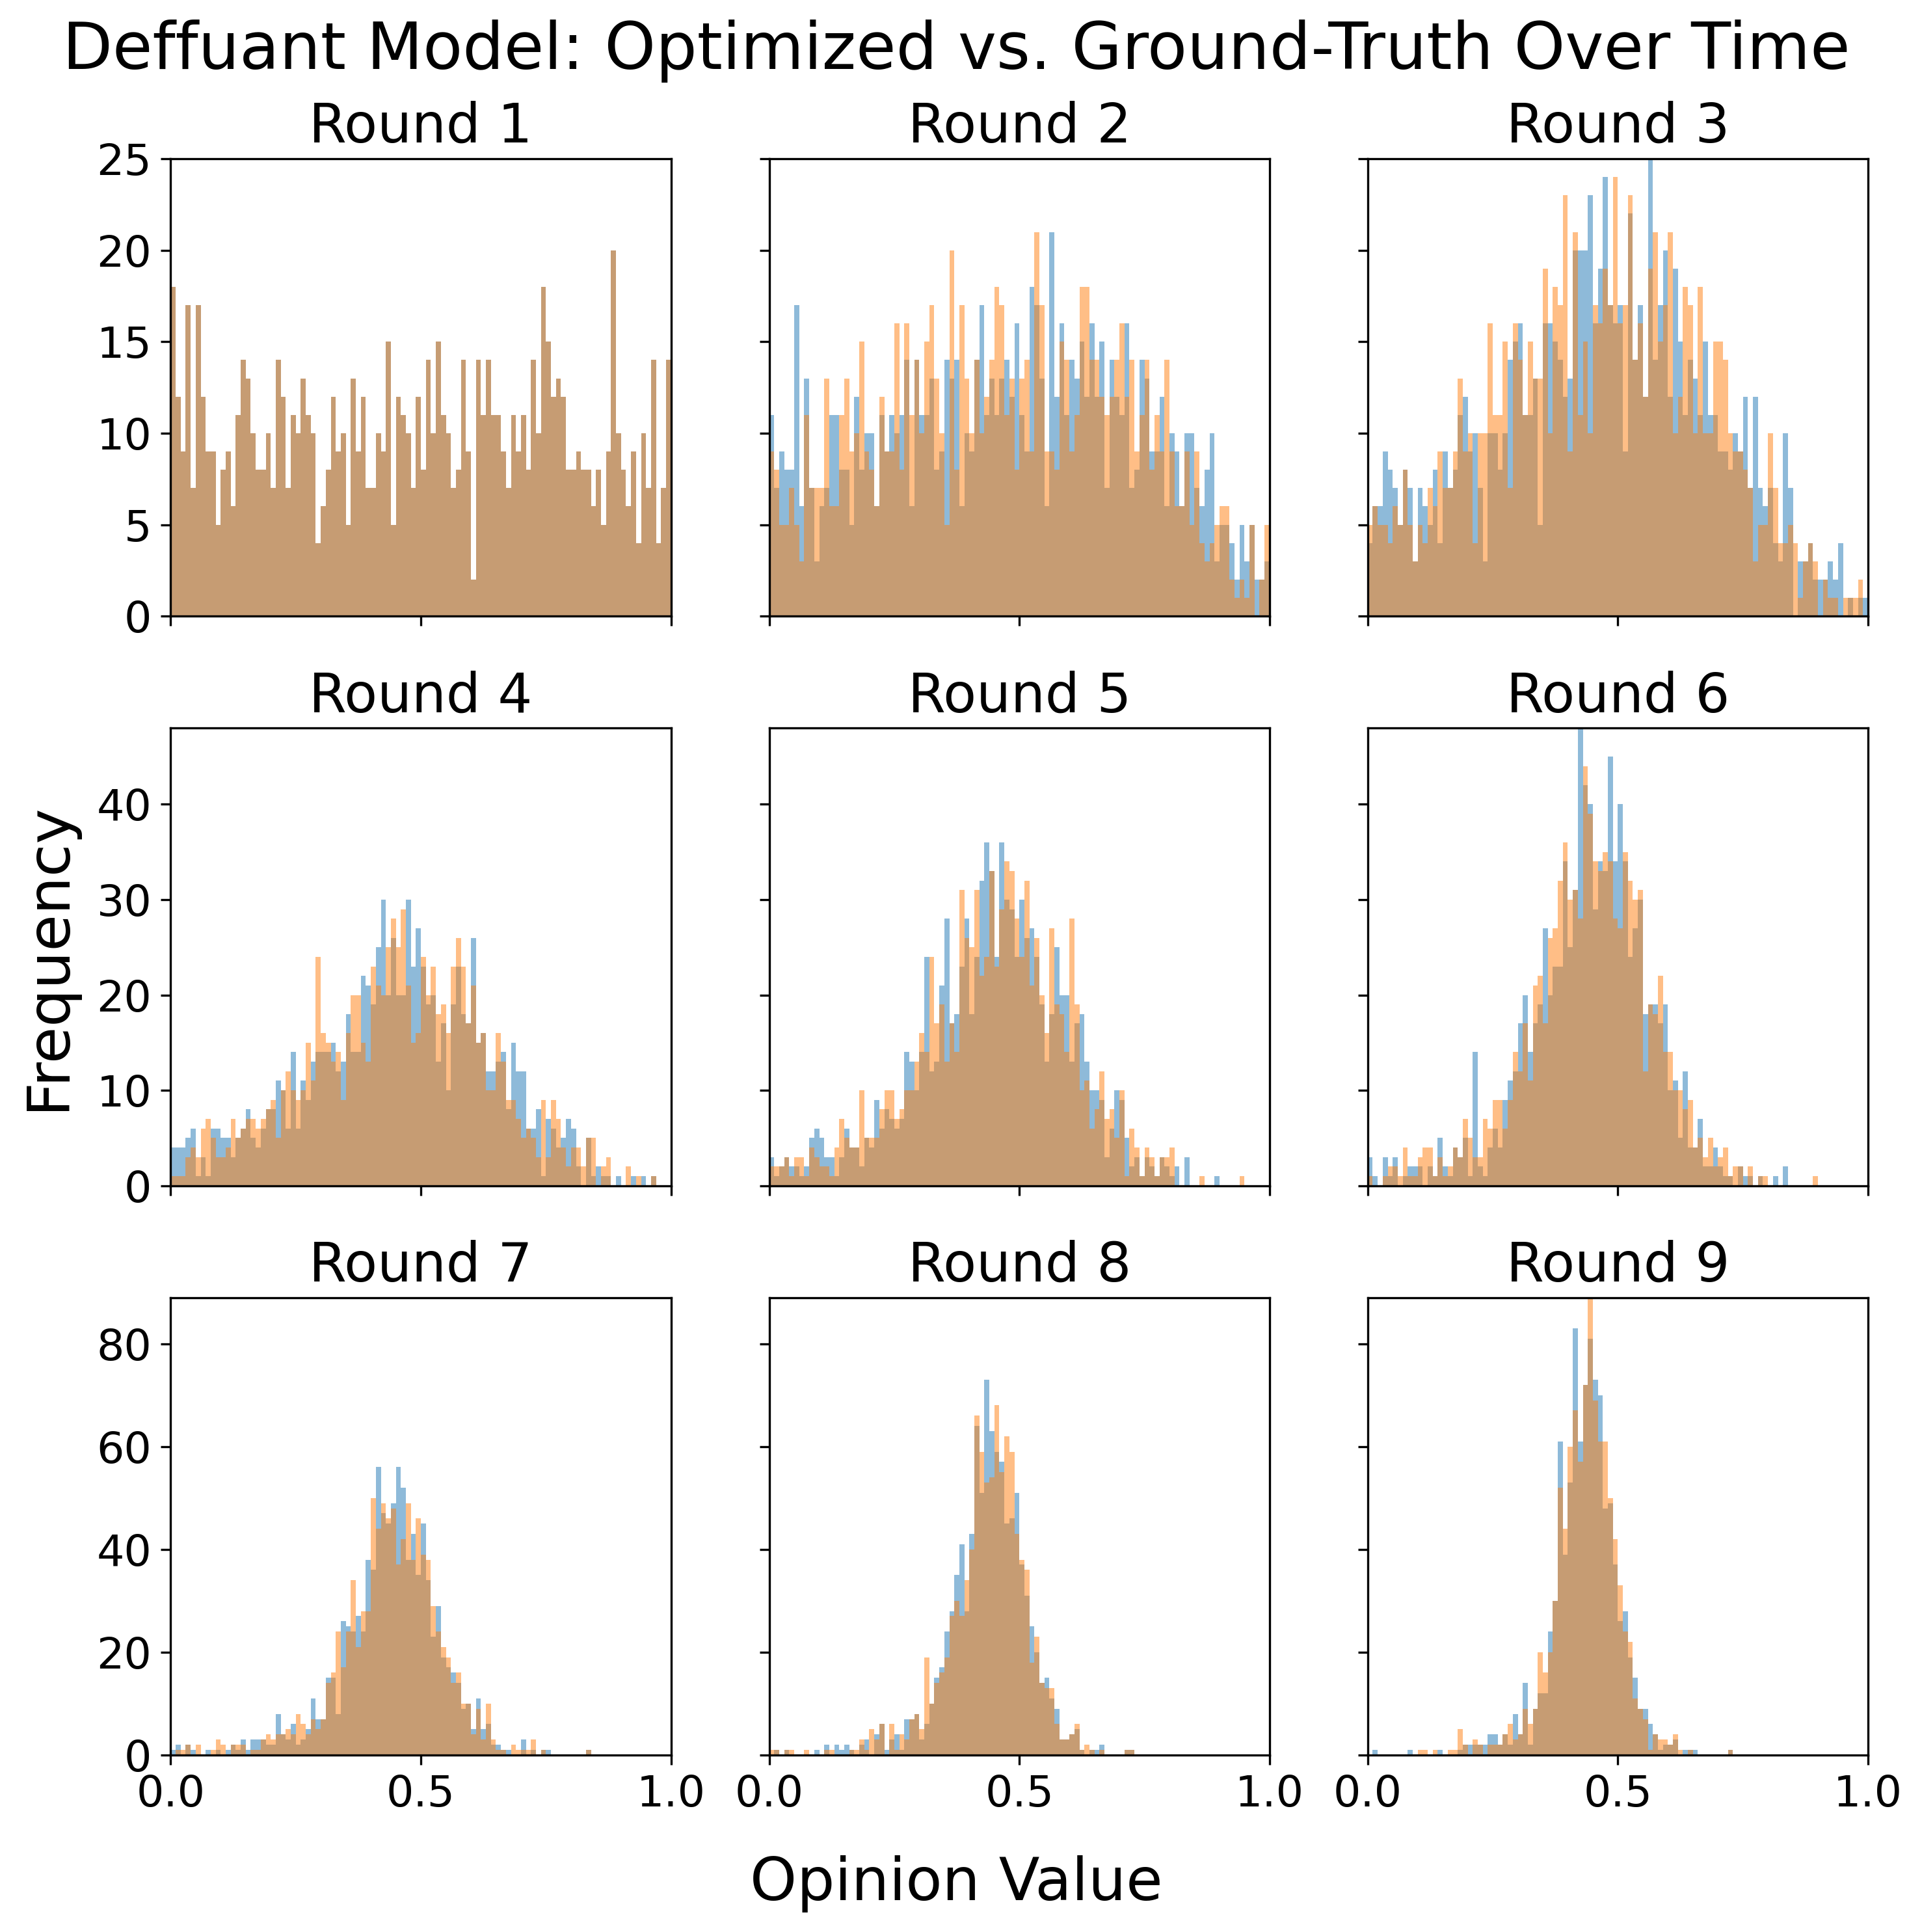 Deffuant Model: Optimized vs. Ground-Truth Over Time
Round 1
Round 2
Round 3
25
20
15
10
5
0
Round 4
Round 5
Round 6
40
30
20
10
0
Frequency
Round 7
Round 8
Round 9
80
60
40
20
0
0.0 0.5 1.0 0.0 0.5 1.0 0.0 0.5 1.0
Opinion Value